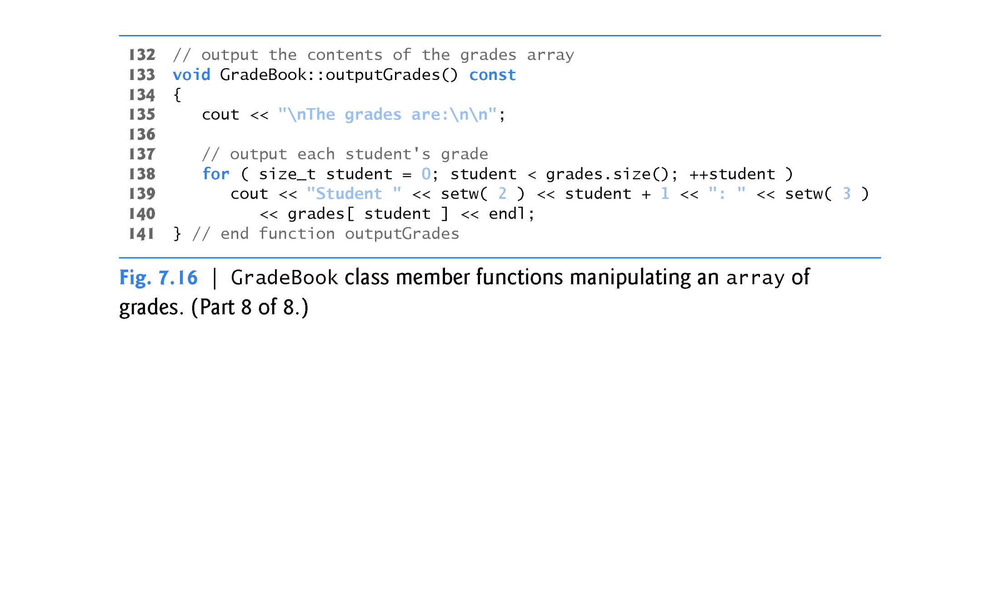 132 // output the contents of the grades array
133 void GradeBook::outputGrades() const
134 {
135    cout << "\nThe grades are:\n\n";
136
137    // output each student's grade
138    for ( size_t student = 0; student < grades.size(); ++student )
139       cout << "Student " << setw( 2 ) << student + 1 << ": " << setw( 3 )
140          << grades[ student ] << endl;
141 } // end function outputGrades
Fig. 7.16 | GradeBook class member functions manipulating an array of
grades. (Part 8 of 8.)